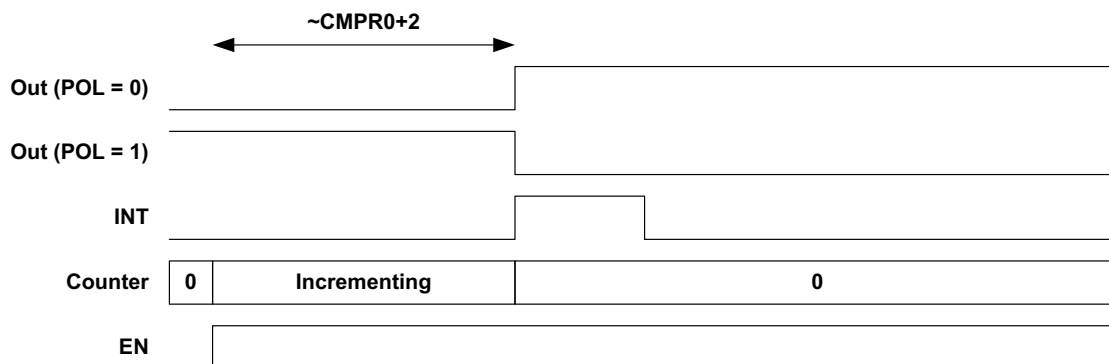 ~CMPR0+2
Out (POL = 0)
Out (POL = 1)
INT
Counter 0 Incrementing 0
EN